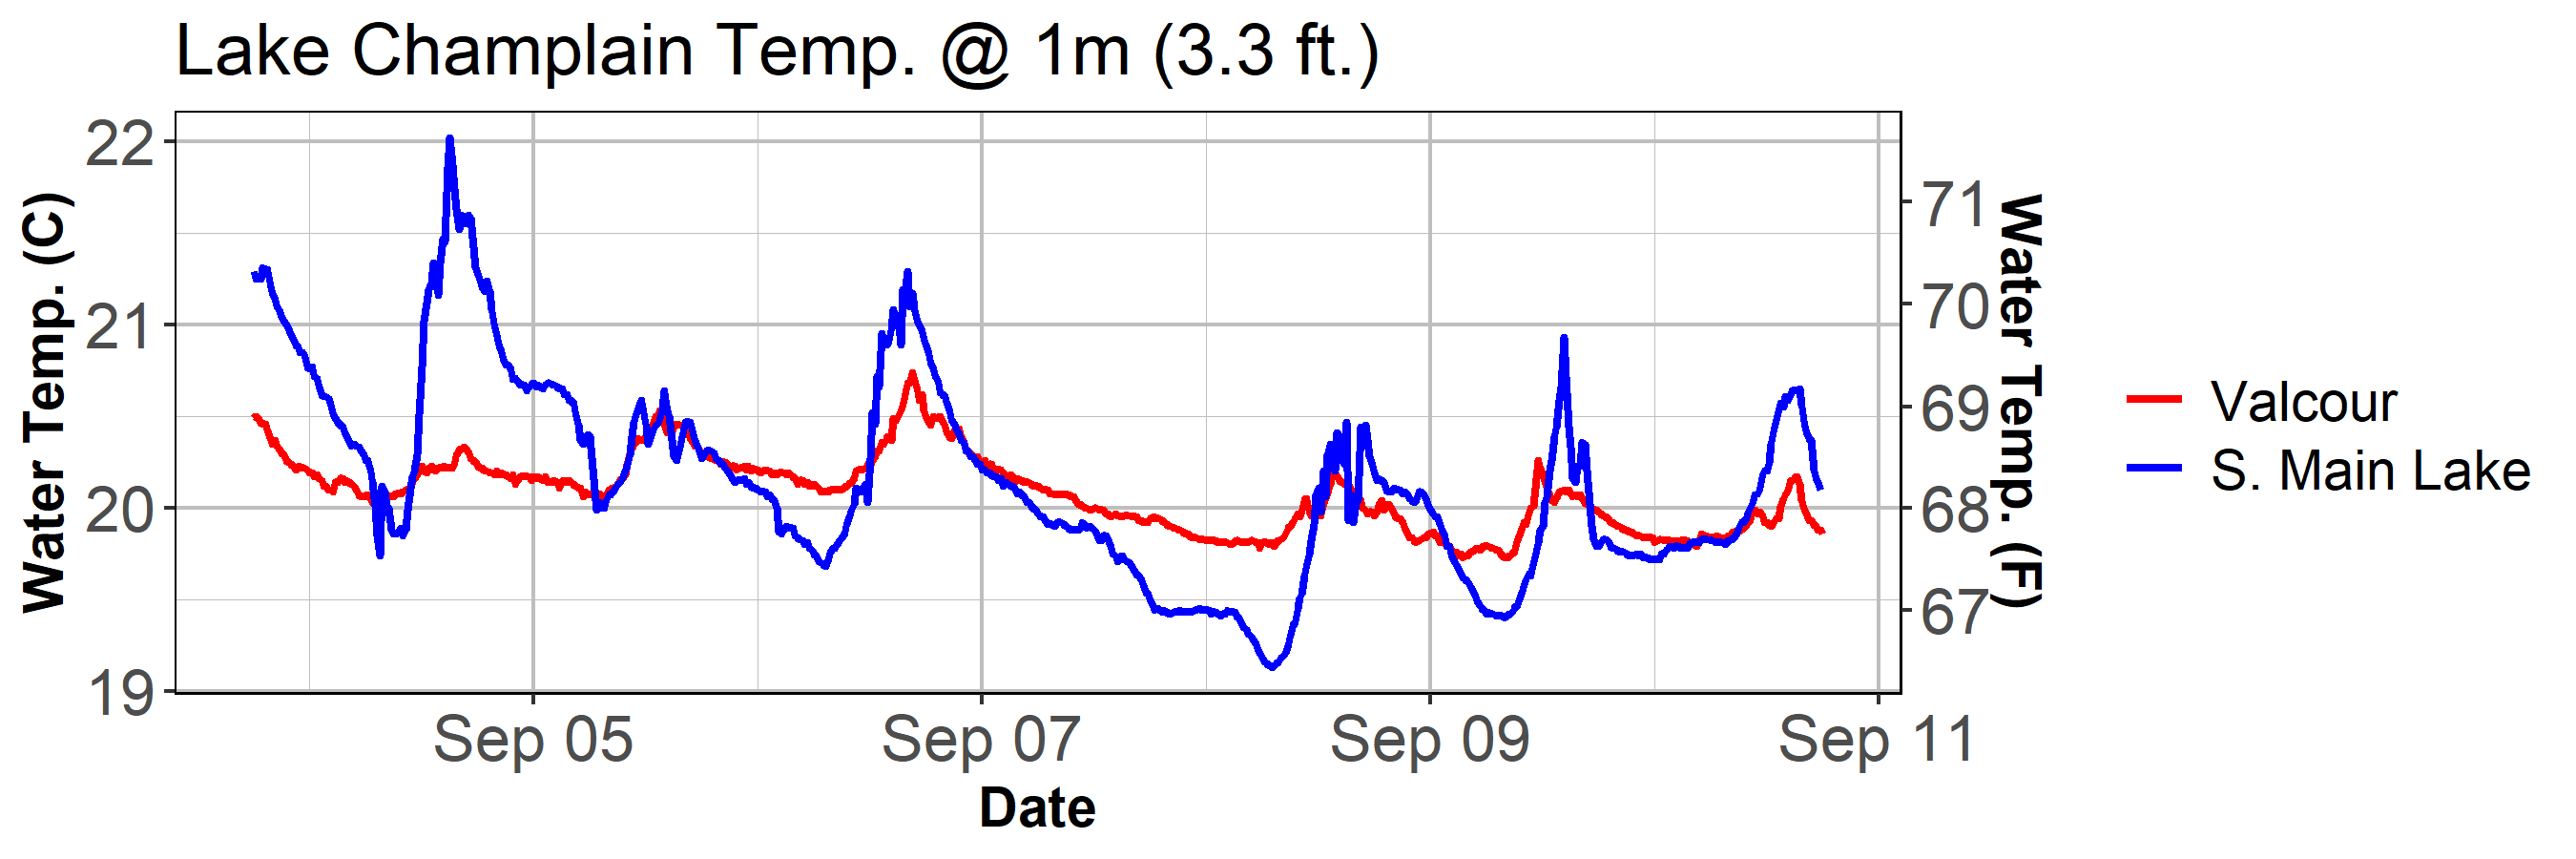 Lake Champlain Temp. @ 1m (3.3 ft.)
Water Temp. (C)
22
21
20
19
71
70
69
68
67
Water Temp. (F)
Sep 05
Sep 07
Sep 09
Sep 11
Date
Valcour
S. Main Lake